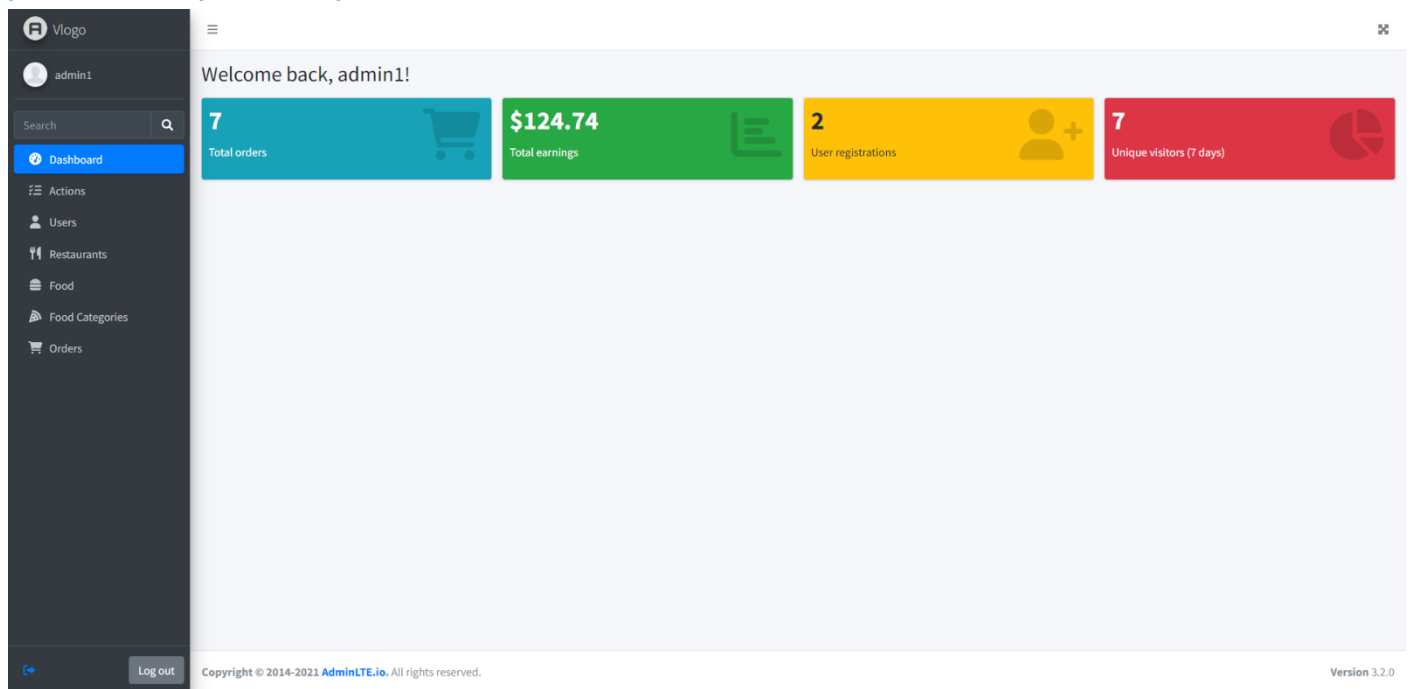 Vlogo
admin1
Search
Dashboard
Actions
Users
Restaurants
Food
Food Categories
Orders
Log out
Welcome back, admin1!
7
Total orders
$124.74
Total earnings
2
User registrations
7
Unique visitors (7 days)
Copyright © 2014-2021 AdminLTE.io. All rights reserved.
Version 3.2.0